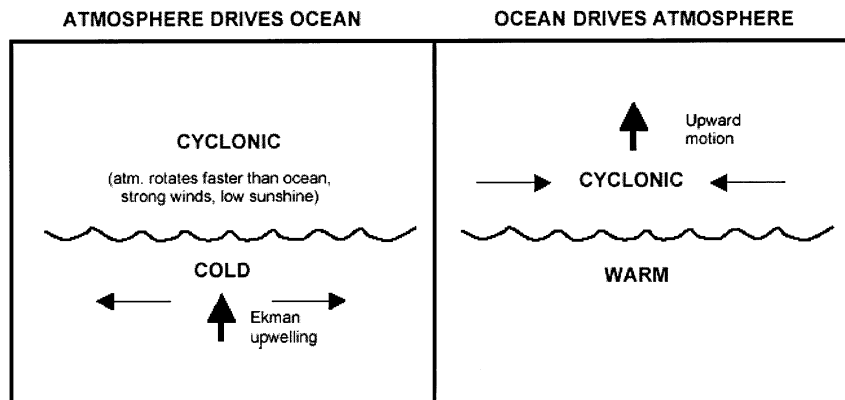 ATMOSPHERE DRIVES OCEAN
OCEAN DRIVES ATMOSPHERE
CYCLONIC
(atm. rotates faster than ocean,
strong winds, low sunshine)
COLD
Ekman
upwelling
Upward
motion
CYCLONIC
WARM